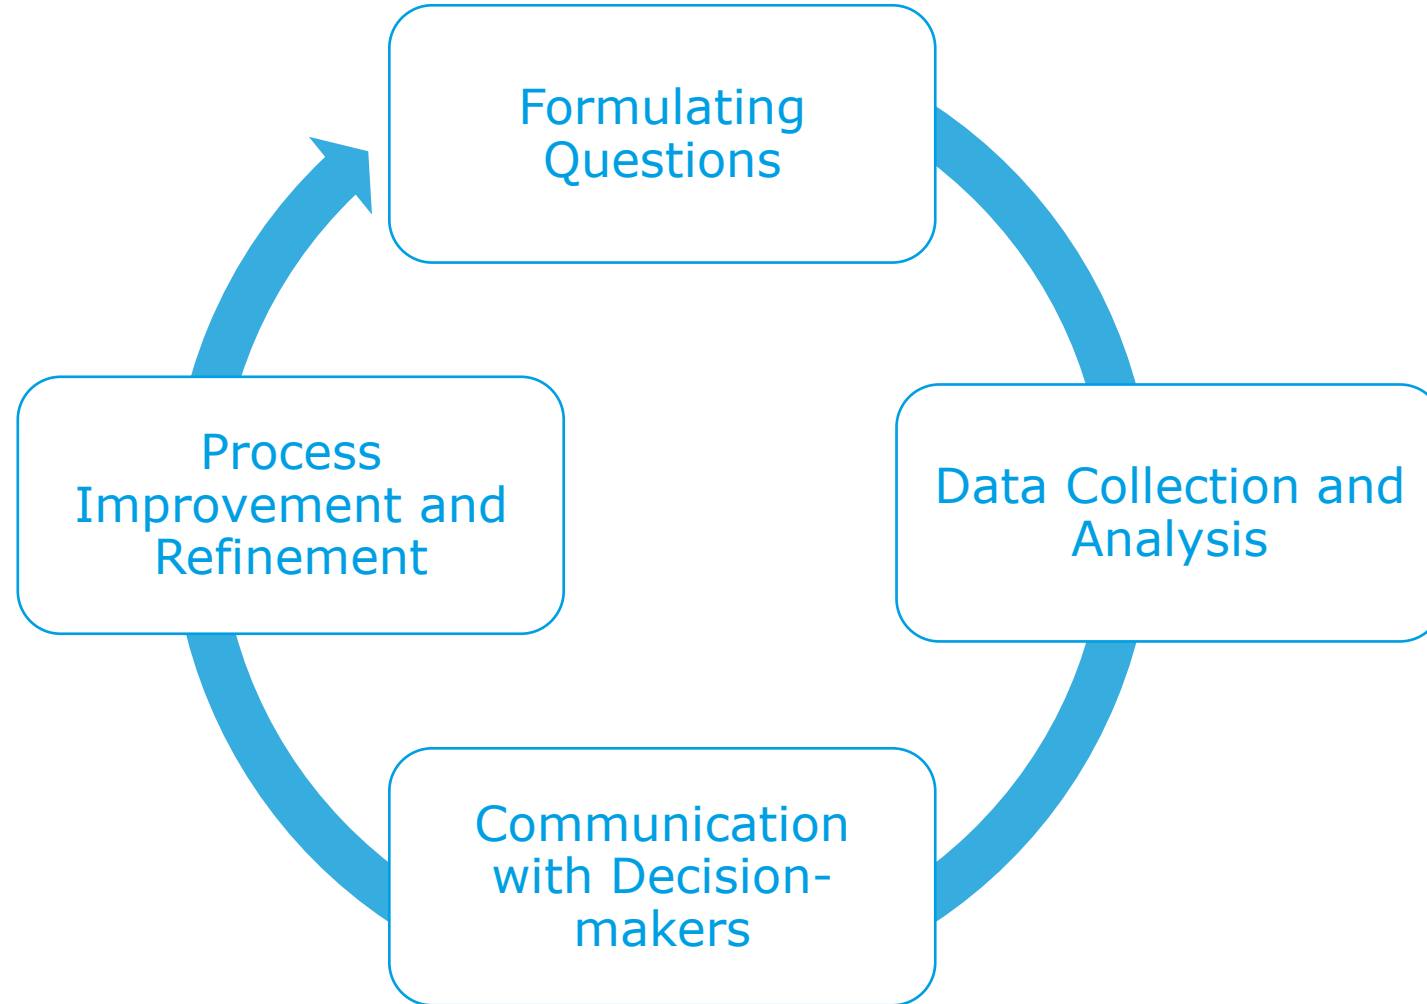 Formulating
Questions
Data Collection and
Analysis
Communication
with Decision-
makers
Process
Improvement and
Refinement